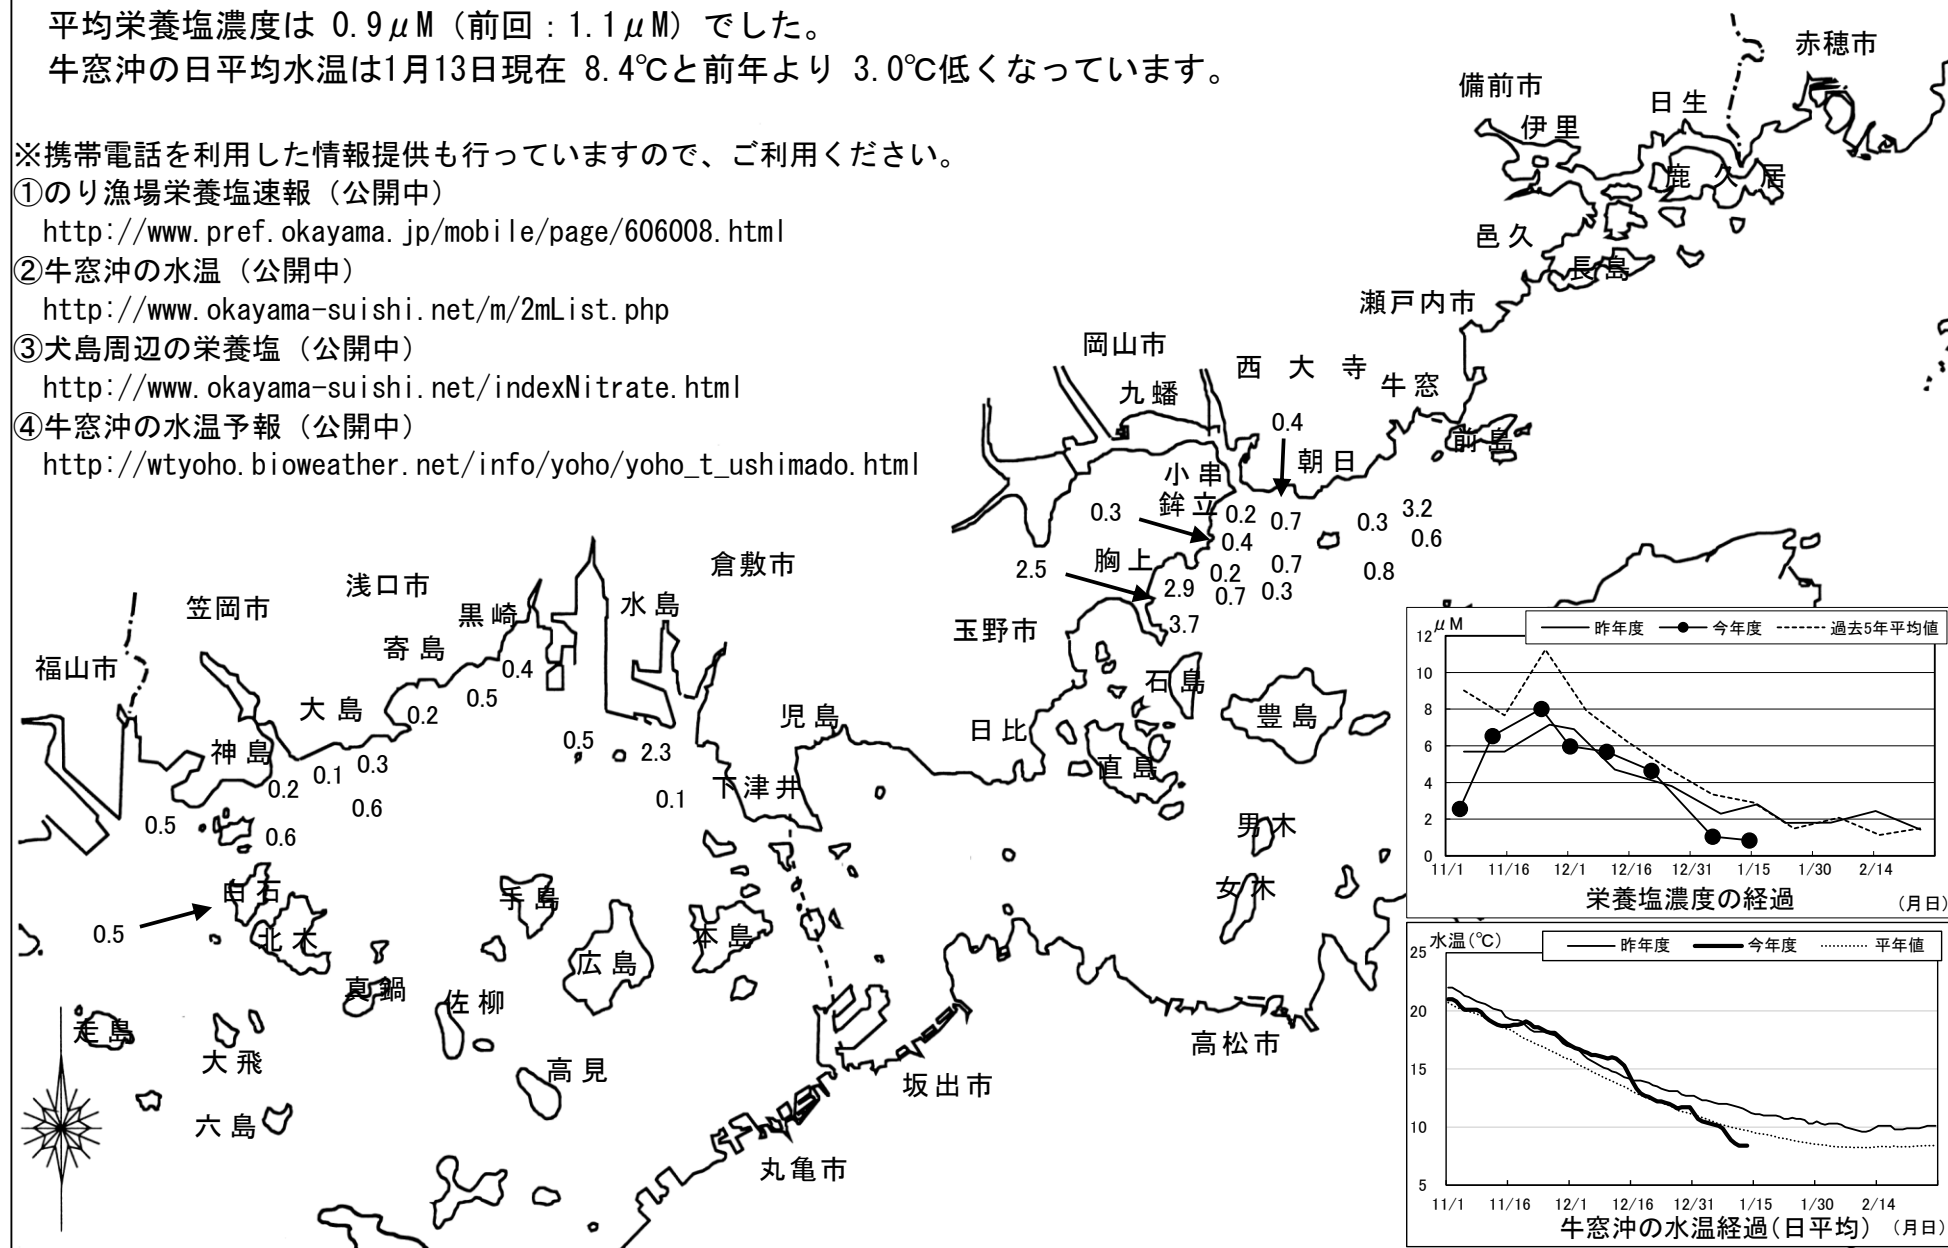 平均栄養塩濃度は 0.9μM（前回：1.1μM）でした。
牛窓沖の日平均水温は1月13日現在 8.4℃と前年より 3.0℃低くなっています。
※携帯電話を利用した情報提供も行っていますので、ご利用ください。
①のり漁場栄養塩速報（公開中）
http://www.pref.okayama.jp/mobile/page/606008.html
②牛窓沖の水温（公開中）
http://www.okayama-suishi.net/m/2mList.php
③犬島周辺の栄養塩（公開中）
http://www.okayama-suishi.net/indexNitrate.html
④牛窓沖の水温予報（公開中）
http://wtyoho.bioweather.net/info/yoho/yoho_t_ushimado.html
赤穂市
備前市
日生
伊里
鹿久居
邑久
長島
瀬戸内市
岡山市
西大寺
九蟠
牛窓
0.4
前島
朝日
小串
鉾立
0.3
0.2
0.7
0.3
3.2
0.4
0.6
胸上
2.5
0.2
0.7
0.8
2.9
0.7
0.3
3.7
玉野市
石島
豊島
日比
直島
男木
女木
倉敷市
浅口市
笠岡市
水島
黒崎
寄島
福山市
0.4
0.5
大島
0.2
児島
神島
0.5
2.3
0.3
0.1
0.2
下津井
0.1
0.6
0.5
0.6
白石
手島
0.5
北木
本島
広島
真鍋
佐柳
走島
大飛
高見
六島
高松市
坂出市
丸亀市
μM
昨年度 今年度 過去5年平均値
12
10
8
6
4
2
0
11/1 11/16 12/1 12/16 12/31 1/15 1/30 2/14
栄養塩濃度の経過 （月日）
水温(℃)
昨年度 今年度 平年値
25
20
15
10
5
11/1 11/16 12/1 12/16 12/31 1/15 1/30 2/14
牛窓沖の水温経過(日平均) （月日）